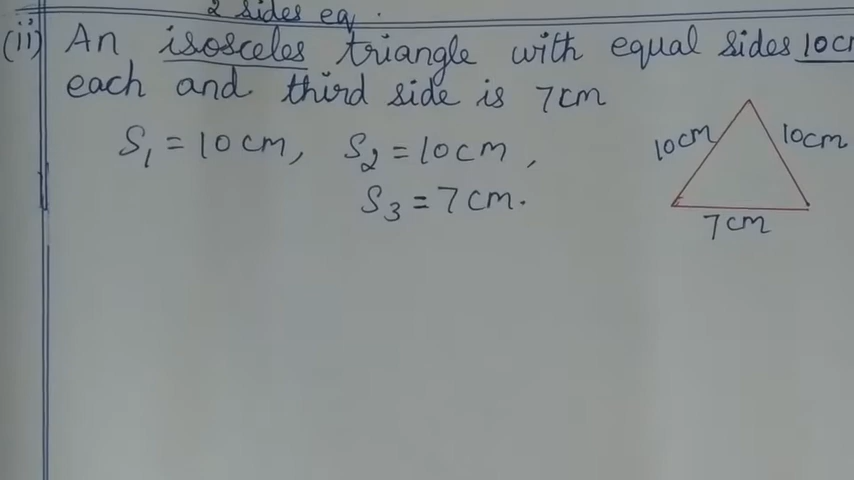 2 sides eq.
(ii) An isosceles triangle with equal sides 10cm
each and third side is 7cm
S₁ = 10cm, S₂ = 10cm,
S₃ = 7cm.
10cm 10cm
7cm